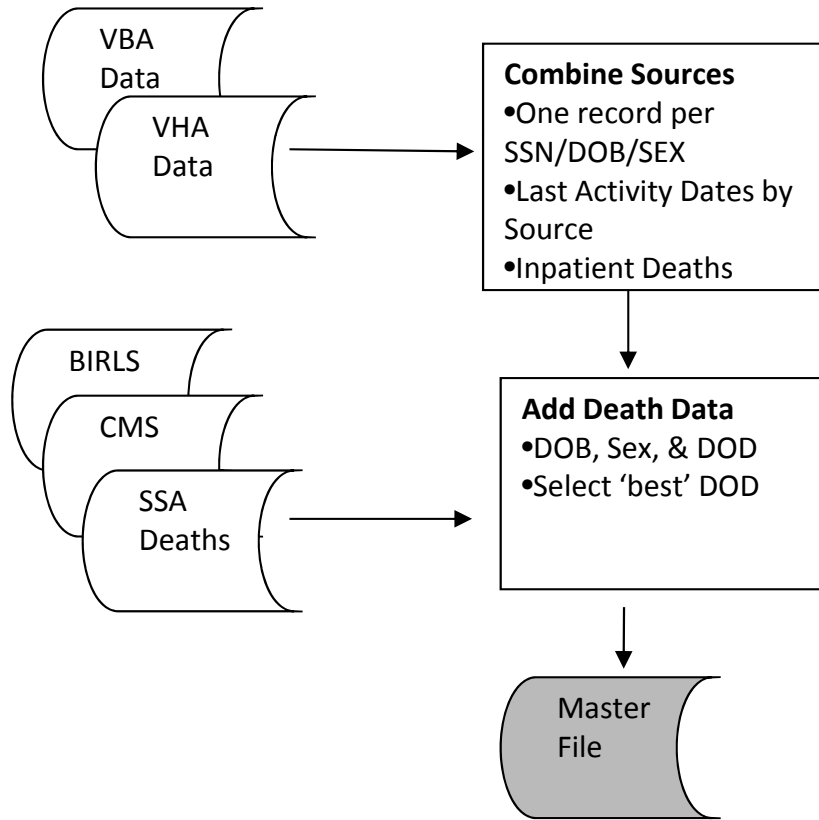 VBA
Data
VHA
Data
Combine Sources
•One record per
SSN/DOB/SEX
•Last Activity Dates by
Source
•Inpatient Deaths
BIRLS
CMS
SSA
Deaths
Add Death Data
•DOB, Sex, & DOD
•Select ‘best’ DOD
Master
File